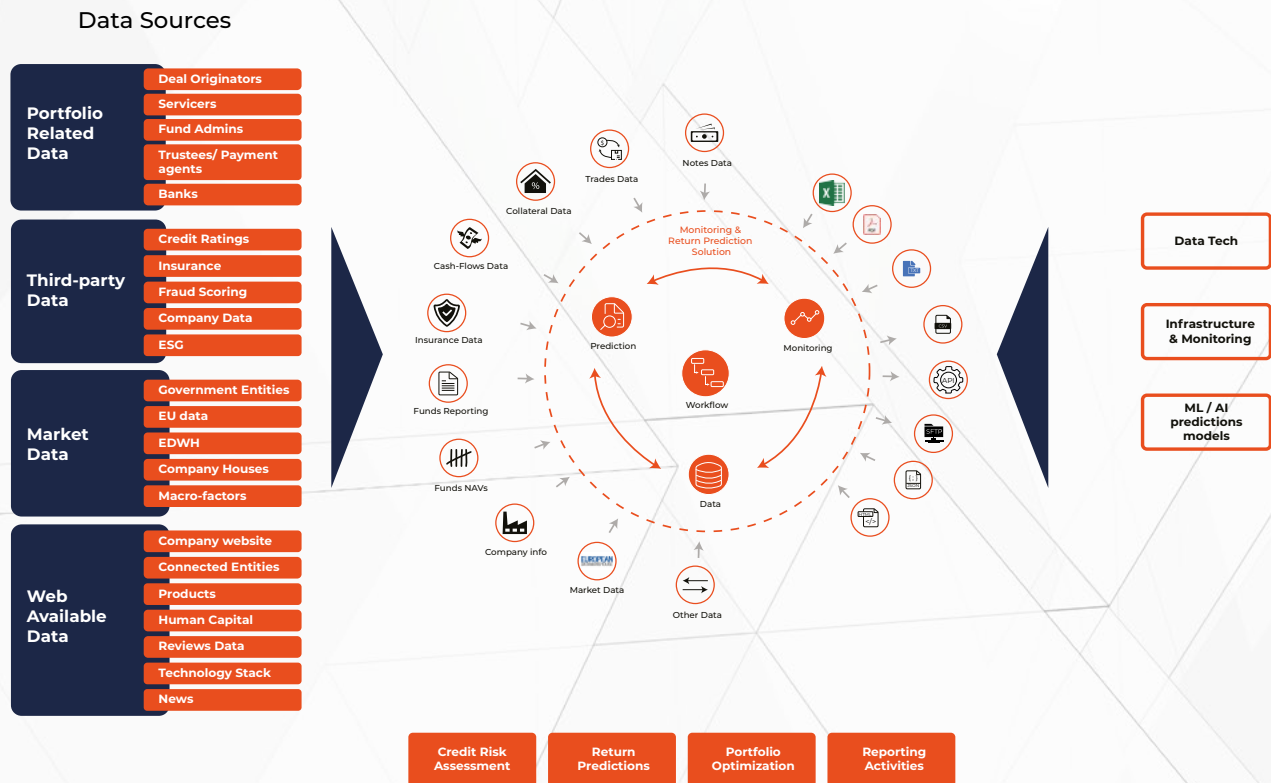 Data Sources
Portfolio
Related
Data
Deal Originators
Servicers
Fund Admins
Trustees/ Payment
agents
Banks
Third-party
Data
Credit Ratings
Insurance
Fraud Scoring
Company Data
ESG
Market
Data
Government Entities
EU data
EDWH
Company Houses
Macro-factors
Web
Available
Data
Company website
Connected Entities
Products
Human Capital
Reviews Data
Technology Stack
News
Notes Data
Trades Data
%
Collateral Data
Cash-Flows Data
Insurance Data
Funds Reporting
Funds NAVs
Company info
EUROPEAN
Market Data
Other Data
Monitoring &
Return Prediction
Solution
Prediction
Monitoring
Workflow
Data
X
CSV
API
SFTP
JSON
Data Tech
Infrastructure
& Monitoring
ML / AI
predictions
models
Credit Risk
Assessment
Return
Predictions
Portfolio
Optimization
Reporting
Activities